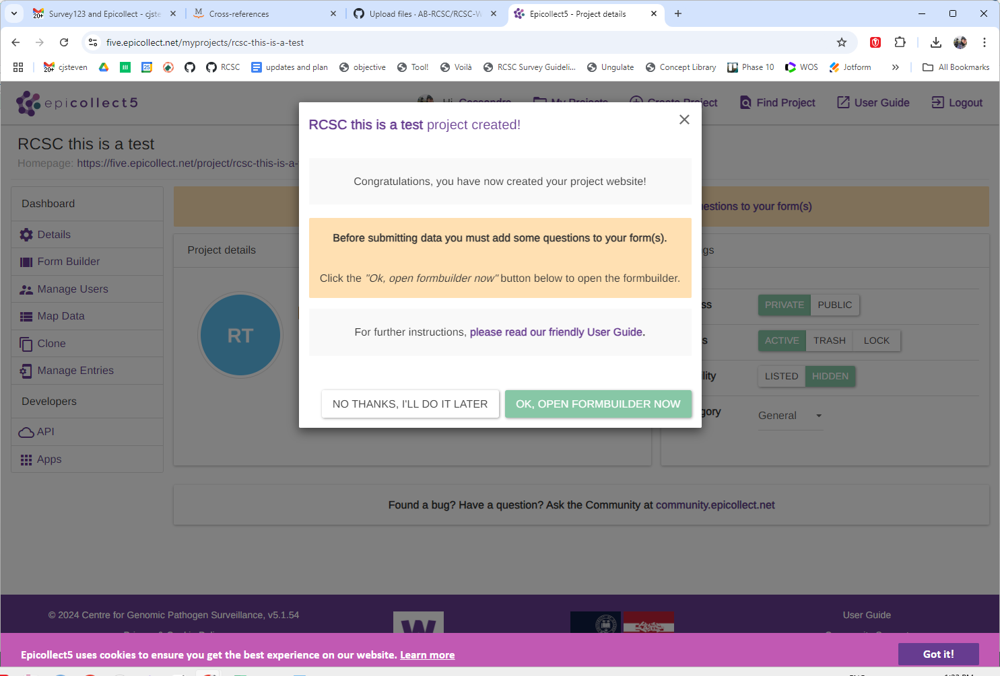 Survey123 and Epicollect - cjste
Cross-references
Upload files · AB-RCSC/RCSC-W
Epicollect5 - Project details
five.epicollect.net/myprojects/rcsc-this-is-a-test
cjsteven
RCSC
updates and plan
objective
Tool!
Voilà
RCSC Survey Guideli...
Ungulate
Concept Library
Phase 10
WOS
Jotform
All Bookmarks
epicollect5
Hi, Cassandra
My Projects
Create Project
Find Project
User Guide
Logout
RCSC this is a test
Homepage: https://five.epicollect.net/project/rcsc-this-is-a-
Dashboard
Details
Form Builder
Manage Users
Map Data
Clone
Manage Entries
Developers
API
Apps
estions to your form(s)
Project details
RT
gs
ss
PRIVATE PUBLIC
s
ACTIVE TRASH LOCK
ility
LISTED HIDDEN
gory
General
RCSC this is a test project created!
Congratulations, you have now created your project website!
Before submitting data you must add some questions to your form(s).
Click the "Ok, open formbuilder now" button below to open the formbuilder.
For further instructions, please read our friendly User Guide.
NO THANKS, I'LL DO IT LATER
OK, OPEN FORMBUILDER NOW
Found a bug? Have a question? Ask the Community at community.epicollect.net
© 2024 Centre for Genomic Pathogen Surveillance, v5.1.54
User Guide
Epicollect5 uses cookies to ensure you get the best experience on our website. Learn more
Got it!